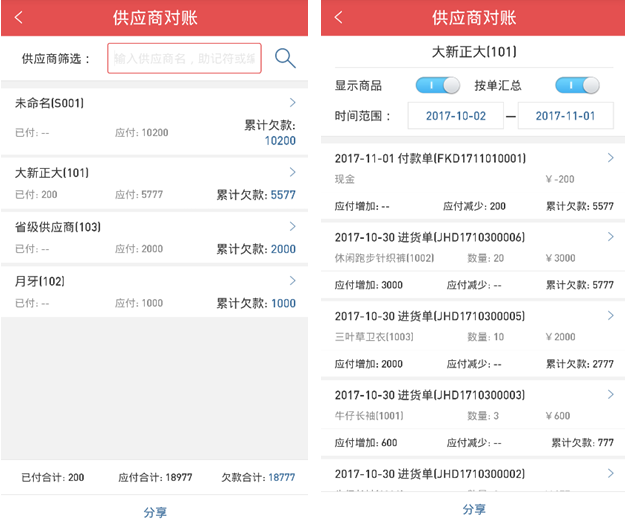 供应商对账
供应商筛选：
输入供应商名，助记符或编
未命名(S001)
已付: -- 应付: 10200 累计欠款:
10200
大新正大(101)
已付: 200 应付: 5777 累计欠款: 5577
省级供应商(103)
已付: -- 应付: 2000 累计欠款: 2000
月牙(102)
已付: -- 应付: 1000 累计欠款: 1000
已付合计: 200 应付合计: 18977 欠款合计: 18777
分享
供应商对账
大新正大(101)
显示商品 按单汇总
时间范围： 2017-10-02 — 2017-11-01
2017-11-01 付款单(FKD1711010001)
现金 ￥-200
应付增加: -- 应付减少: 200 累计欠款: 5577
2017-10-30 进货单(JHD1710300006)
休闲跑步针织裤(1002) 数量: 20 ￥3000
应付增加: 3000 应付减少: -- 累计欠款: 5777
2017-10-30 进货单(JHD1710300005)
三叶草卫衣(1003) 数量: 10 ￥2000
应付增加: 2000 应付减少: -- 累计欠款: 2777
2017-10-30 进货单(JHD1710300003)
牛仔长袖(1001) 数量: 3 ￥600
应付增加: 600 应付减少: -- 累计欠款: 777
2017-10-30 进货单(JHD1710300002)
分享